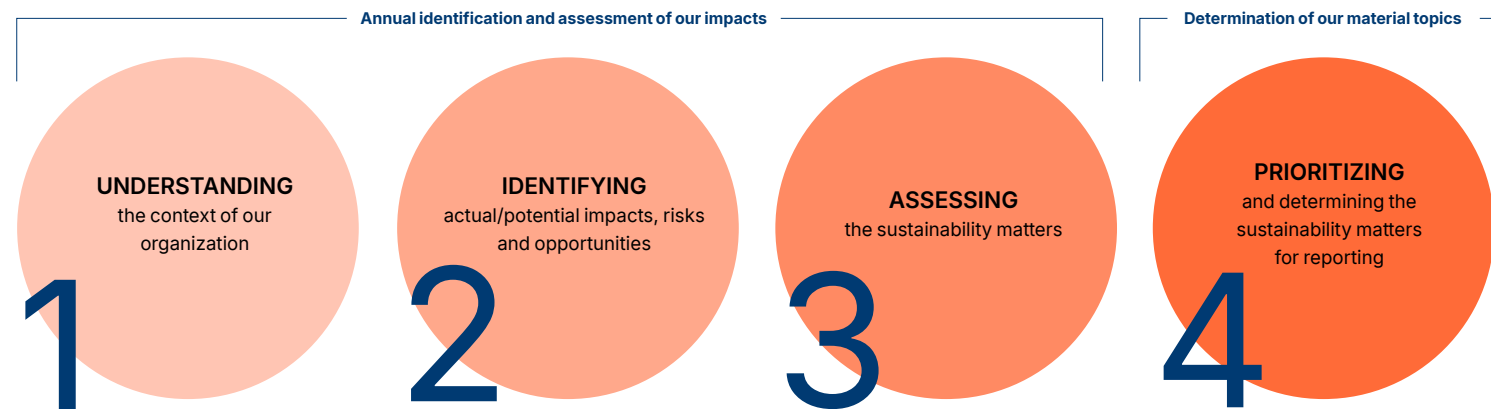 Annual identification and assessment of our impacts
Determination of our material topics
UNDERSTANDING
the context of our
organization
1
IDENTIFYING
actual/potential impacts, risks
and opportunities
2
ASSESSING
the sustainability matters
3
PRIORITIZING
and determining the
sustainability matters
for reporting
4